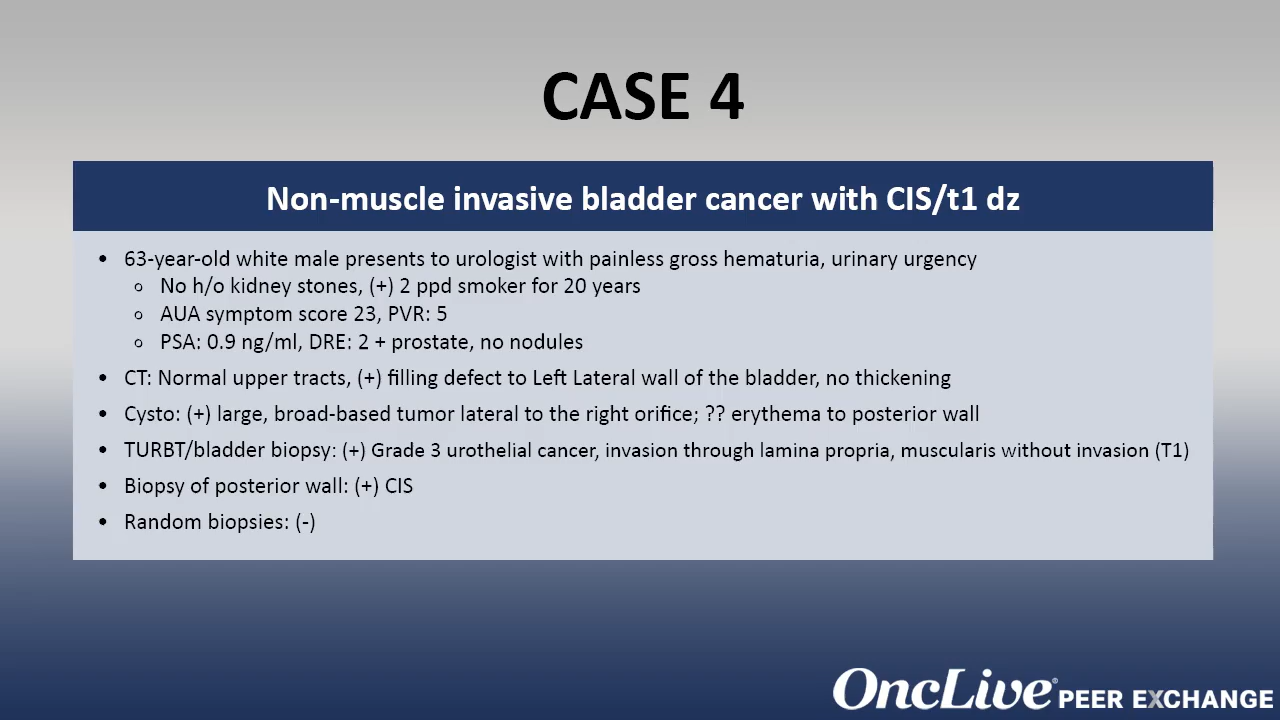 CASE 4
Non-muscle invasive bladder cancer with CIS/t1 dz
• 63-year-old white male presents to urologist with painless gross hematuria, urinary urgency
○ No h/o kidney stones, (+) 2 ppd smoker for 20 years
○ AUA symptom score 23, PVR: 5
○ PSA: 0.9 ng/ml, DRE: 2 + prostate, no nodules
• CT: Normal upper tracts, (+) filling defect to Left Lateral wall of the bladder, no thickening
• Cysto: (+) large, broad-based tumor lateral to the right orifice; ?? erythema to posterior wall
• TURBT/bladder biopsy: (+) Grade 3 urothelial cancer, invasion through lamina propria, muscularis without invasion (T1)
• Biopsy of posterior wall: (+) CIS
• Random biopsies: (-)
OncLive® PEER EXCHANGE